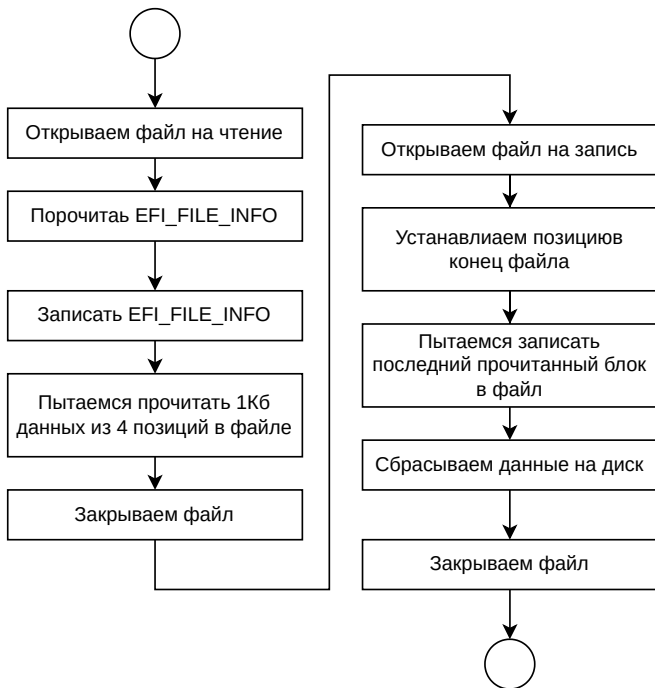 Открываем файл на чтение
Порочитаь EFI_FILE_INFO
Записать EFI_FILE_INFO
Пытаемся прочитать 1Кб
данных из 4 позиций в файле
Закрываем файл
Открываем файл на запись
Устанавлиаем позициюв
конец файла
Пытаемся записать
последний прочитанный блок
в файл
Сбрасываем данные на диск
Закрываем файл